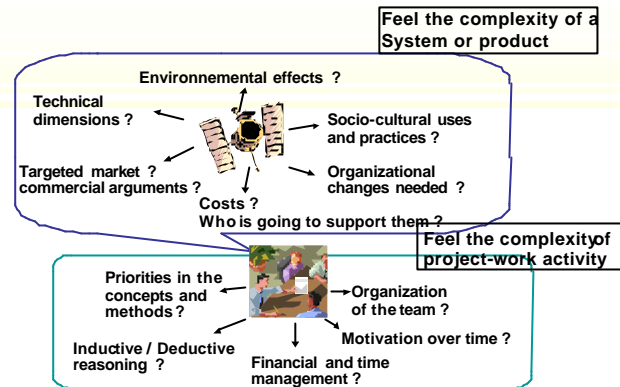 Feel the complexity of a
System or product
Environnemental effects ?
Technical
dimensions ?
Socio-cultural uses
and practices ?
Targeted market ?
commercial arguments ?
Organizational
changes needed ?
Costs ?
Who is going to support them ?
Feel the complexity of
project-work activity
Priorities in the
concepts and
methods ?
Organization
of the team ?
Motivation over time ?
Inductive / Deductive
reasoning ?
Financial and time
management ?